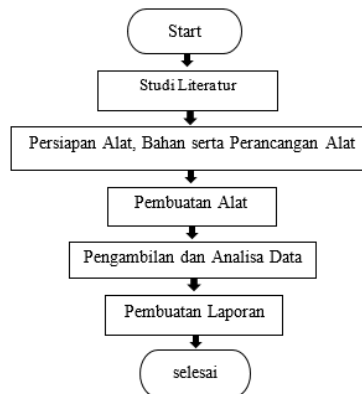 Start
Studi Literatur
Persiapan Alat, Bahan serta Perancangan Alat
Pembuatan Alat
Pengambilan dan Analisa Data
Pembuatan Laporan
selesai